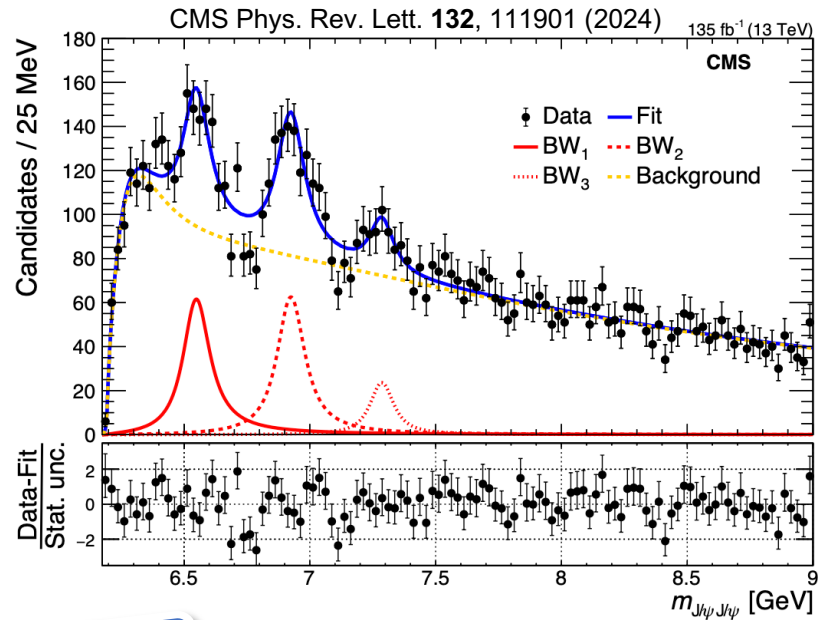 CMS Phys. Rev. Lett. 132, 111901 (2024)
135 fb⁻¹ (13 TeV)
CMS
Candidates / 25 MeV
180
160
140
120
100
80
60
40
20
0
Data
Fit
BW₁
BW₂
BW₃
Background
Data-Fit
Stat. unc.
2
0
−2
6.5
7
7.5
8
8.5
9
m_J/ψ J/ψ [GeV]